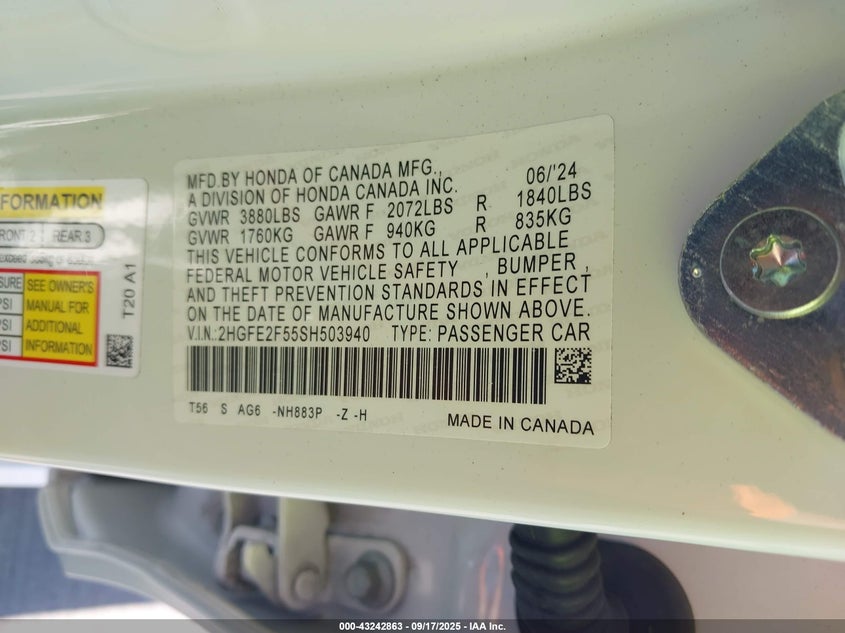 FORMATION
RONT 2 REAR 3
SURE SEE OWNER'S
PSI MANUAL FOR
PSI ADDITIONAL
PSI INFORMATION
T20 A1
MFD.BY HONDA OF CANADA MFG., 06/'24
A DIVISION OF HONDA CANADA INC.
GVWR 3880LBS GAWR F 2072LBS R 1840LBS
GVWR 1760KG GAWR F 940KG R 835KG
THIS VEHICLE CONFORMS TO ALL APPLICABLE
FEDERAL MOTOR VEHICLE SAFETY , BUMPER ,
AND THEFT PREVENTION STANDARDS IN EFFECT
ON THE DATE OF MANUFACTURE SHOWN ABOVE.
V.I.N.:2HGFE2F55SH503940 TYPE: PASSENGER CAR
T56 S AG6 -NH883P -Z -H
MADE IN CANADA
000-43242863 | 09/17/2025 - IAA Inc.